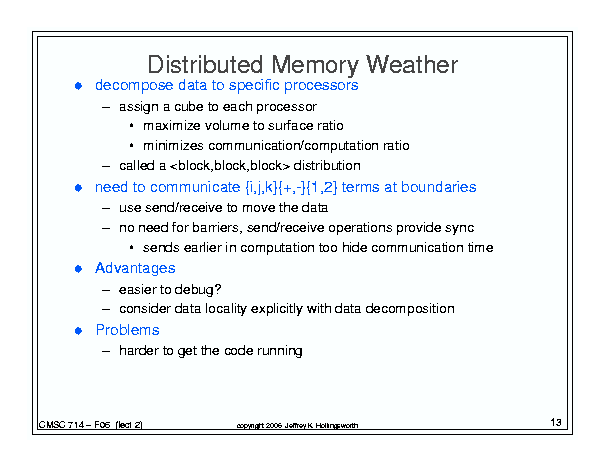 Distributed Memory Weather
◆ decompose data to specific processors
– assign a cube to each processor
• maximize volume to surface ratio
• minimizes communication/computation ratio
– called a <block,block,block> distribution
◆ need to communicate {i,j,k}{+,-}{1,2} terms at boundaries
– use send/receive to move the data
– no need for barriers, send/receive operations provide sync
• sends earlier in computation too hide communication time
◆ Advantages
– easier to debug?
– consider data locality explicitly with data decomposition
◆ Problems
– harder to get the code running
CMSC 714 – F06 (lect 2)
copyright 2006 Jeffrey K. Hollingsworth
13